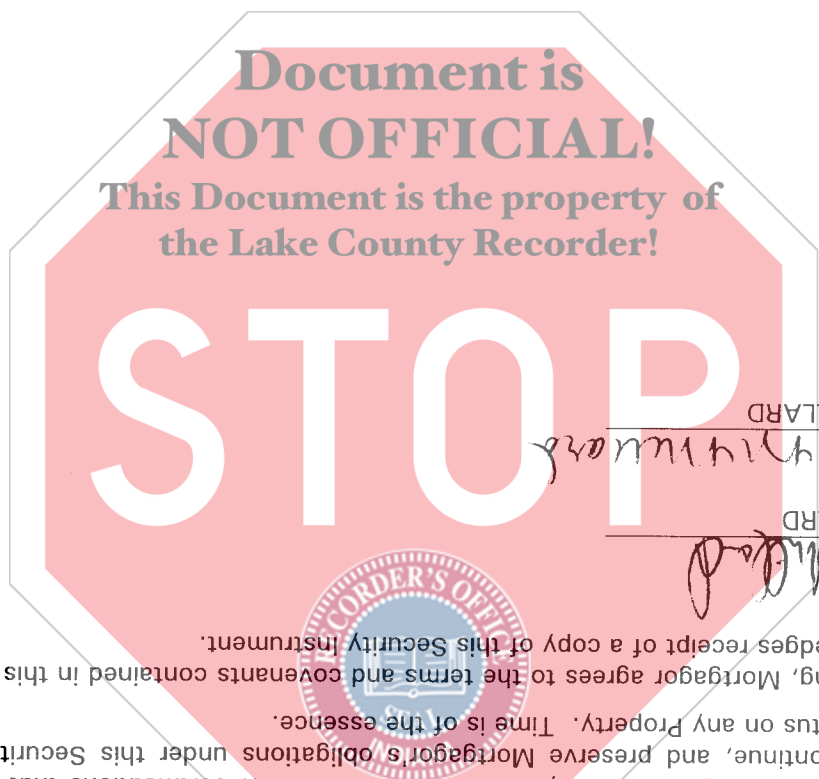 Document is
NOT OFFICIAL!
This Document is the property of
the Lake County Recorder!
STOP
RECORDER'S OFFICE
SEAL
ontinue, and preserve Mortgagor's obligations under this Securit
tus on any Property. Time is of the essence.
ng, Mortgagor agrees to the terms and covenants contained in this
edges receipt of a copy of this Security Instrument.
RD
LLARD